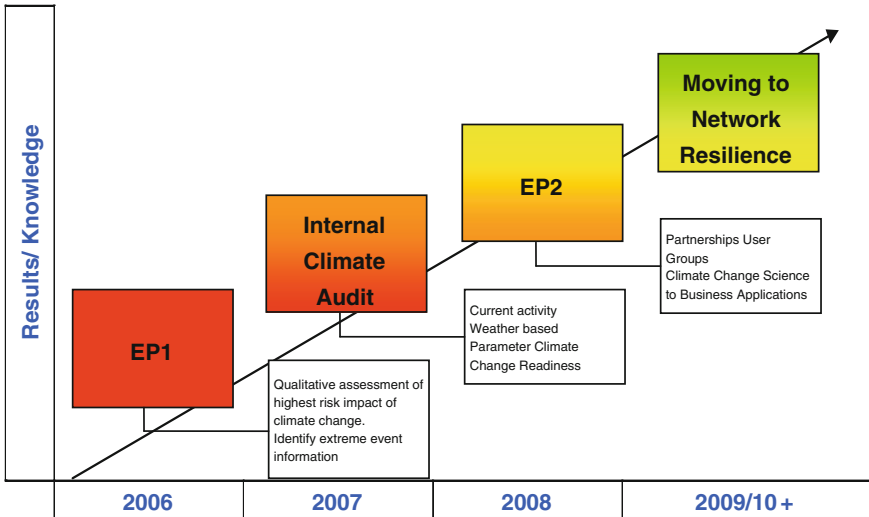 Results/ Knowledge
Moving to
Network
Resilience
EP2
Internal
Climate
Audit
EP1
Partnerships User
Groups
Climate Change Science
to Business Applications
Current activity
Weather based
Parameter Climate
Change Readiness
Qualitative assessment of
highest risk impact of
climate change.
Identify extreme event
information
2006
2007
2008
2009/10 +